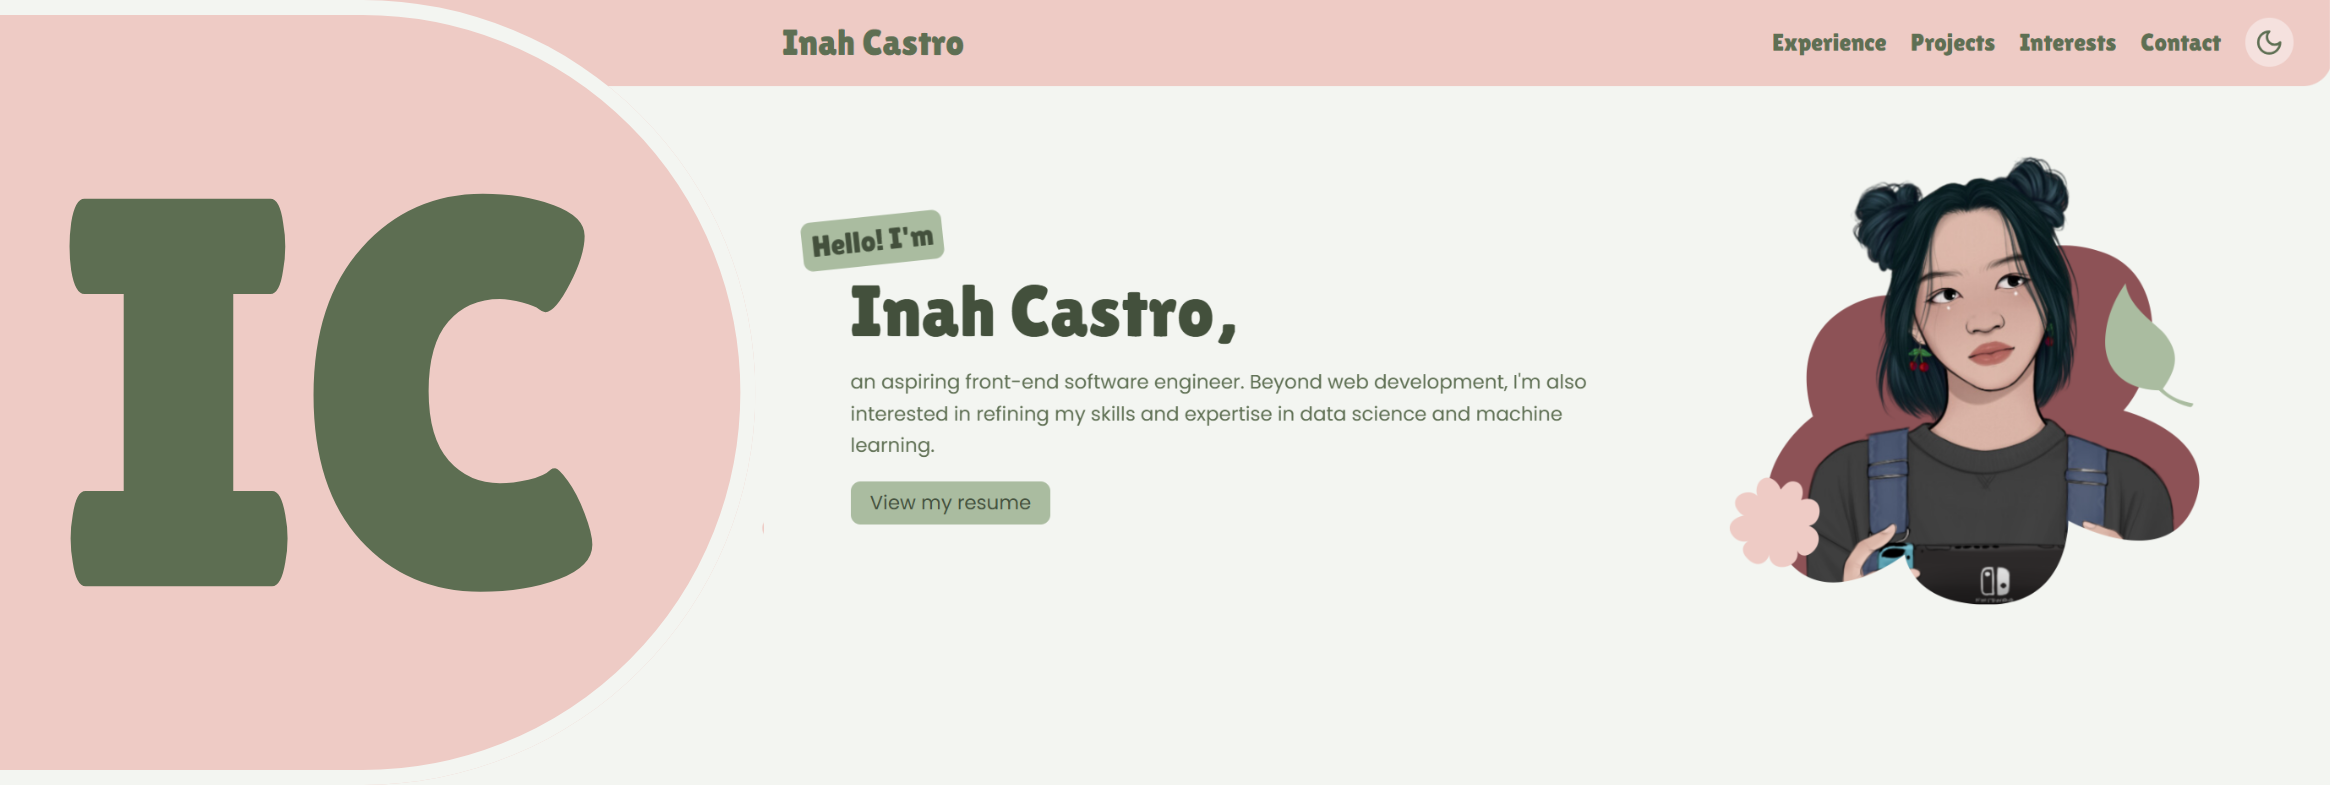 IC
Inah Castro
Experience Projects Interests Contact
Hello! I'm
Inah Castro,
an aspiring front-end software engineer. Beyond web development, I'm also
interested in refining my skills and expertise in data science and machine
learning.
View my resume